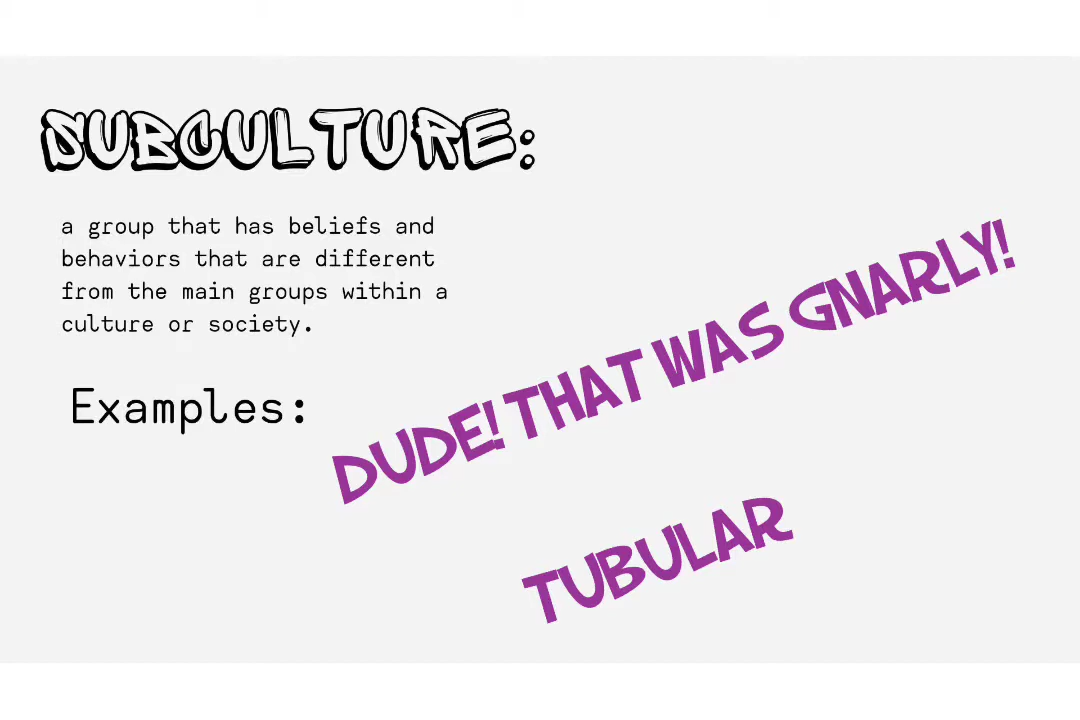 SUBCULTURE:
a group that has beliefs and
behaviors that are different
from the main groups within a
culture or society.
Examples:
DUDE! THAT WAS GNARLY!
TUBULAR